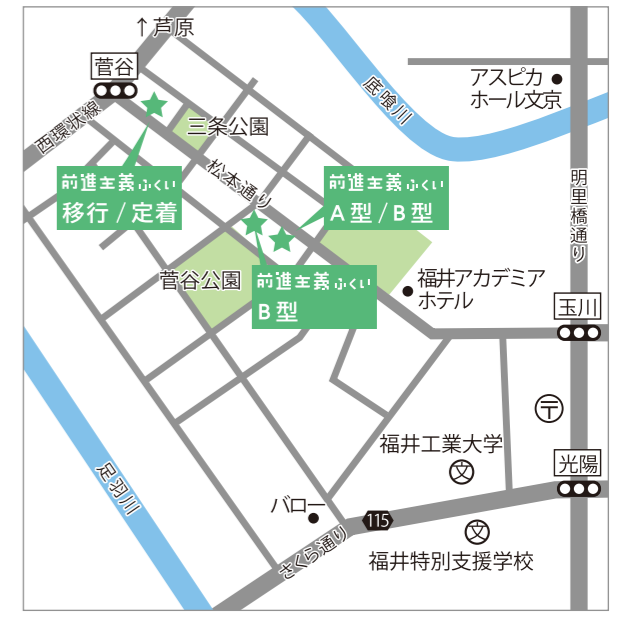 ↑芦原
菅谷
アスピカ
ホール文京
底喰川
西環状線
三条公園
松本通り
前進主義ふくい
移行/定着
前進主義ふくい
A型/B型
明里橋通り
菅谷公園
前進主義ふくい
B型
福井アカデミア
ホテル
玉川
〒
福井工業大学
文
光陽
足羽川
バロー
115
文
さくら通り
福井特別支援学校